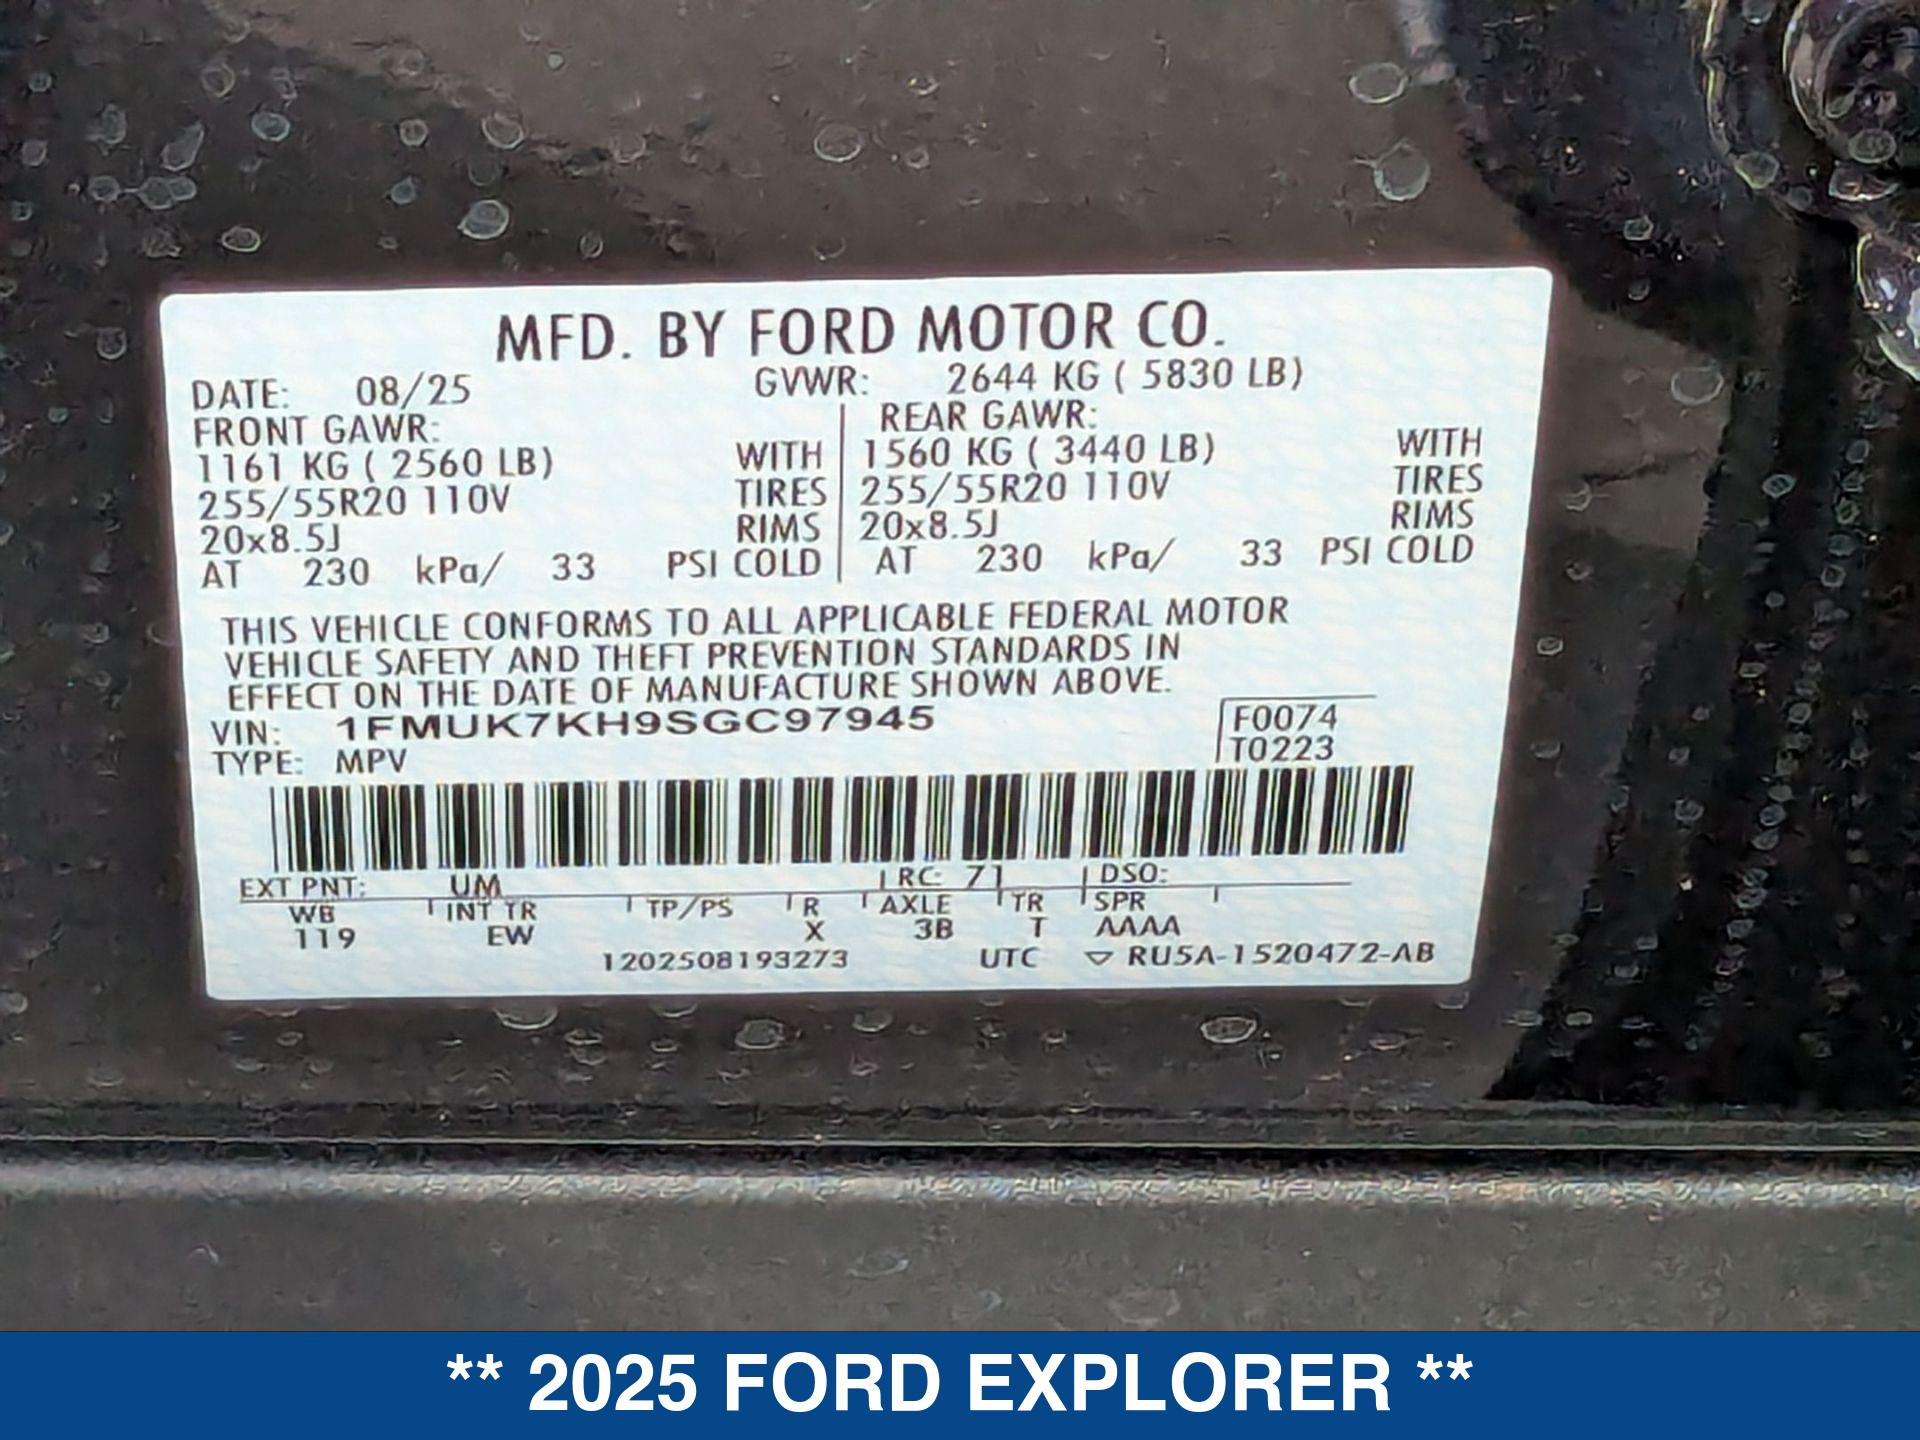 MFD. BY FORD MOTOR CO.
DATE: 08/25 GVWR: 2644 KG ( 5830 LB)
FRONT GAWR: REAR GAWR:
1161 KG ( 2560 LB) WITH 1560 KG ( 3440 LB) WITH
255/55R20 110V TIRES 255/55R20 110V TIRES
20x8.5J RIMS 20x8.5J RIMS
AT 230 kPa/ 33 PSI COLD AT 230 kPa/ 33 PSI COLD
THIS VEHICLE CONFORMS TO ALL APPLICABLE FEDERAL MOTOR
VEHICLE SAFETY AND THEFT PREVENTION STANDARDS IN
EFFECT ON THE DATE OF MANUFACTURE SHOWN ABOVE.
VIN: 1FMUK7KH9SGC97945 F0074
TYPE: MPV T0223
EXT PNT: UM RC: 71 DSO:
WB INT TR TP/PS R AXLE TR SPR
119 EW X 3B T AAAA
1202508193273 UTC ▽ RU5A-1520472-AB
** 2025 FORD EXPLORER **